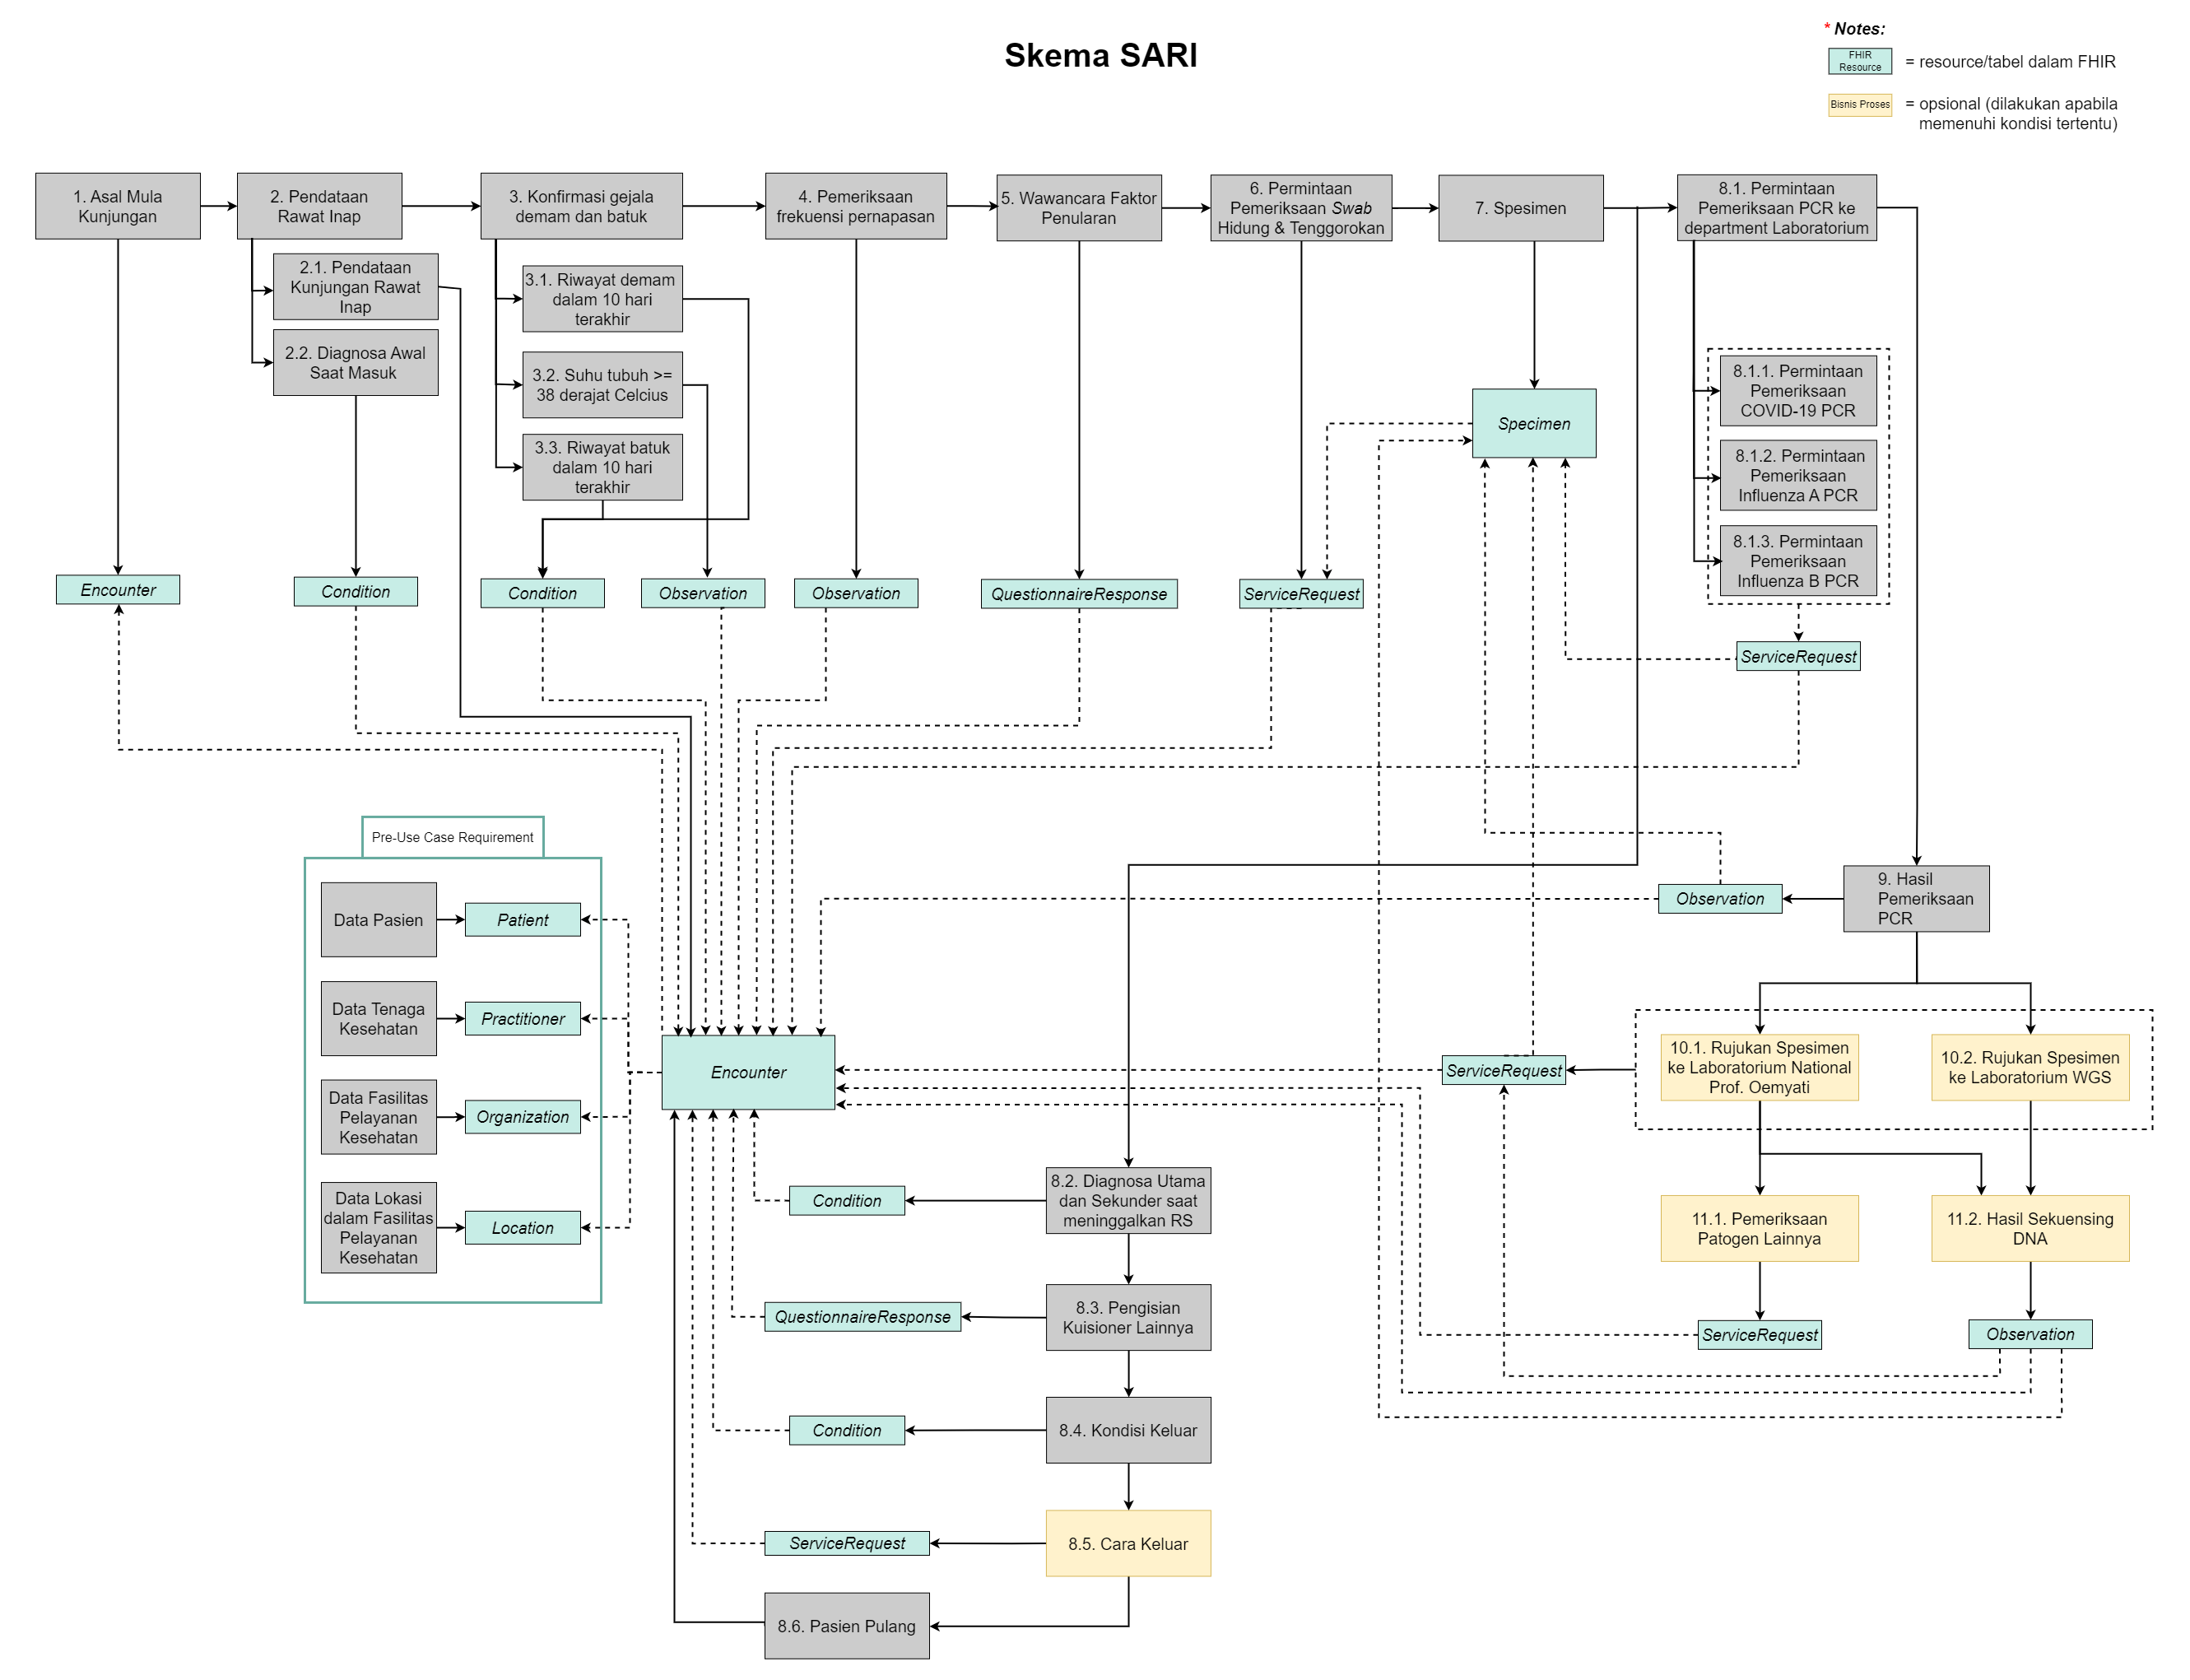 Skema SARI
* Notes:
FHIR
Resource
= resource/tabel dalam FHIR
Bisnis Proses
= opsional (dilakukan apabila
memenuhi kondisi tertentu)
1. Asal Mula
Kunjungan
2. Pendataan
Rawat Inap
3. Konfirmasi gejala
demam dan batuk
4. Pemeriksaan
frekuensi pernapasan
5. Wawancara Faktor
Penularan
6. Permintaan
Pemeriksaan Swab
Hidung & Tenggorokan
7. Spesimen
8.1. Permintaan
Pemeriksaan PCR ke
department Laboratorium
2.1. Pendataan
Kunjungan Rawat
Inap
2.2. Diagnosa Awal
Saat Masuk
3.1. Riwayat demam
dalam 10 hari
terakhir
3.2. Suhu tubuh >=
38 derajat Celcius
3.3. Riwayat batuk
dalam 10 hari
terakhir
8.1.1. Permintaan
Pemeriksaan
COVID-19 PCR
8.1.2. Permintaan
Pemeriksaan
Influenza A PCR
8.1.3. Permintaan
Pemeriksaan
Influenza B PCR
Specimen
Encounter
Condition
Condition
Observation
Observation
QuestionnaireResponse
ServiceRequest
ServiceRequest
Pre-Use Case Requirement
Data Pasien
Patient
Data Tenaga
Kesehatan
Practitioner
Data Fasilitas
Pelayanan
Kesehatan
Organization
Data Lokasi
dalam Fasilitas
Pelayanan
Kesehatan
Location
Encounter
Observation
9. Hasil
Pemeriksaan
PCR
ServiceRequest
10.1. Rujukan Spesimen
ke Laboratorium National
Prof. Oemyati
10.2. Rujukan Spesimen
ke Laboratorium WGS
11.1. Pemeriksaan
Patogen Lainnya
11.2. Hasil Sekuensing
DNA
ServiceRequest
Observation
Condition
8.2. Diagnosa Utama
dan Sekunder saat
meninggalkan RS
QuestionnaireResponse
8.3. Pengisian
Kuisioner Lainnya
Condition
8.4. Kondisi Keluar
ServiceRequest
8.5. Cara Keluar
8.6. Pasien Pulang